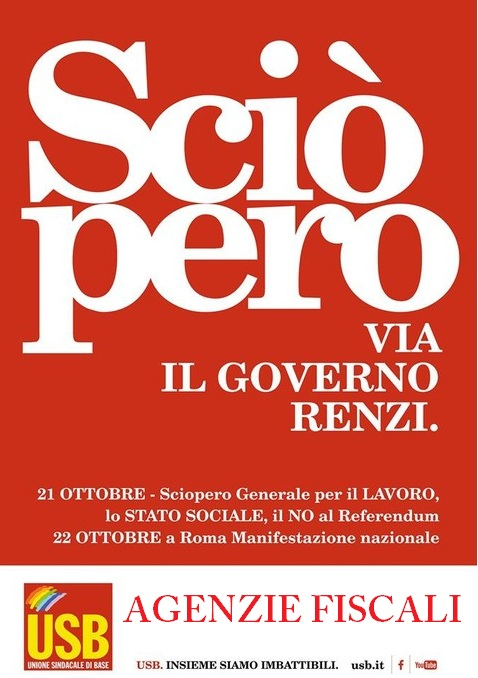 Sciò
pero
VIA
IL GOVERNO
RENZI.
21 OTTOBRE - Sciopero Generale per il LAVORO,
lo STATO SOCIALE, il NO al Referendum
22 OTTOBRE a Roma Manifestazione nazionale
USB
UNIONE SINDACALE DI BASE
AGENZIE FISCALI
USB. INSIEME SIAMO IMBATTIBILI. usb.it f YouTube